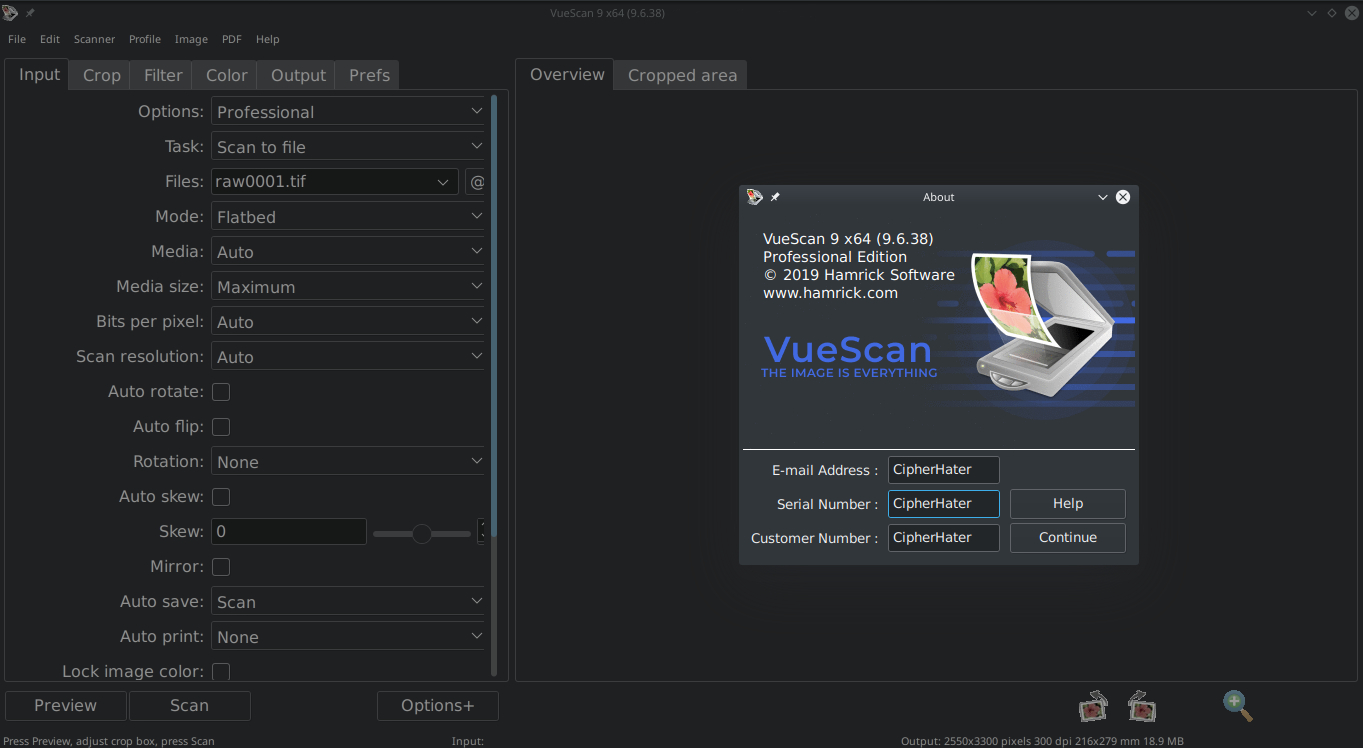 VueScan 9 x64 (9.6.38)
File Edit Scanner Profile Image PDF Help
Input Crop Filter Color Output Prefs
Options: Professional
Task: Scan to file
Files: raw0001.tif @
Mode: Flatbed
Media: Auto
Media size: Maximum
Bits per pixel: Auto
Scan resolution: Auto
Auto rotate:
Auto flip:
Rotation: None
Auto skew:
Skew: 0
Mirror:
Auto save: Scan
Auto print: None
Lock image color:
Preview Scan Options+
Press Preview, adjust crop box, press Scan
Input:
Overview Cropped area
About
VueScan 9 x64 (9.6.38)
Professional Edition
© 2019 Hamrick Software
www.hamrick.com
VueScan
THE IMAGE IS EVERYTHING
E-mail Address : CipherHater
Serial Number : CipherHater Help
Customer Number : CipherHater Continue
Output: 2550x3300 pixels 300 dpi 216x279 mm 18.9 MB